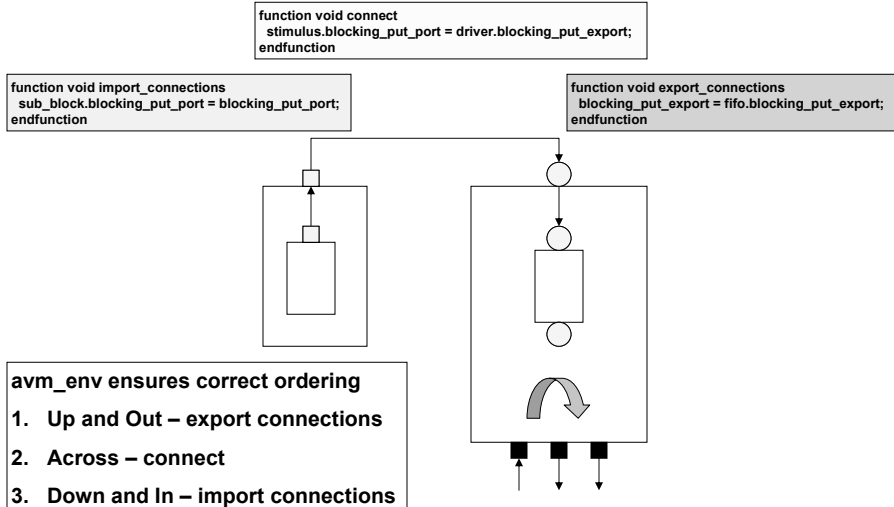 function void connect
stimulus.blocking_put_port = driver.blocking_put_export;
endfunction
function void import_connections
sub_block.blocking_put_port = blocking_put_port;
endfunction
function void export_connections
blocking_put_export = fifo.blocking_put_export;
endfunction
avm_env ensures correct ordering
1. Up and Out – export connections
2. Across – connect
3. Down and In – import connections